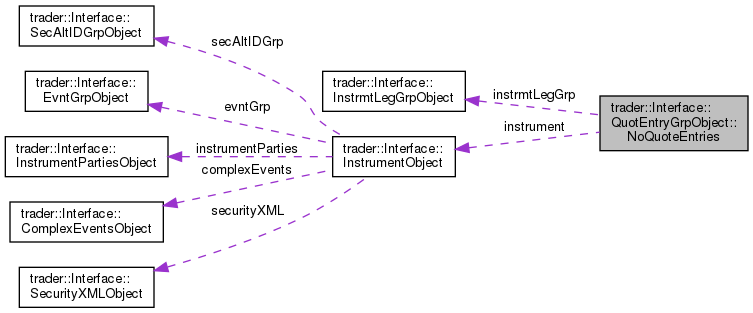 trader::Interface::
SecAltIDGrpObject
secAltIDGrp
trader::Interface::
EvntGrpObject
evntGrp
trader::Interface::
InstrmtLegGrpObject
instrmtLegGrp
trader::Interface::
QuotEntryGrpObject::
NoQuoteEntries
instrument
trader::Interface::
InstrumentPartiesObject
instrumentParties
trader::Interface::
InstrumentObject
complexEvents
trader::Interface::
ComplexEventsObject
securityXML
trader::Interface::
SecurityXMLObject